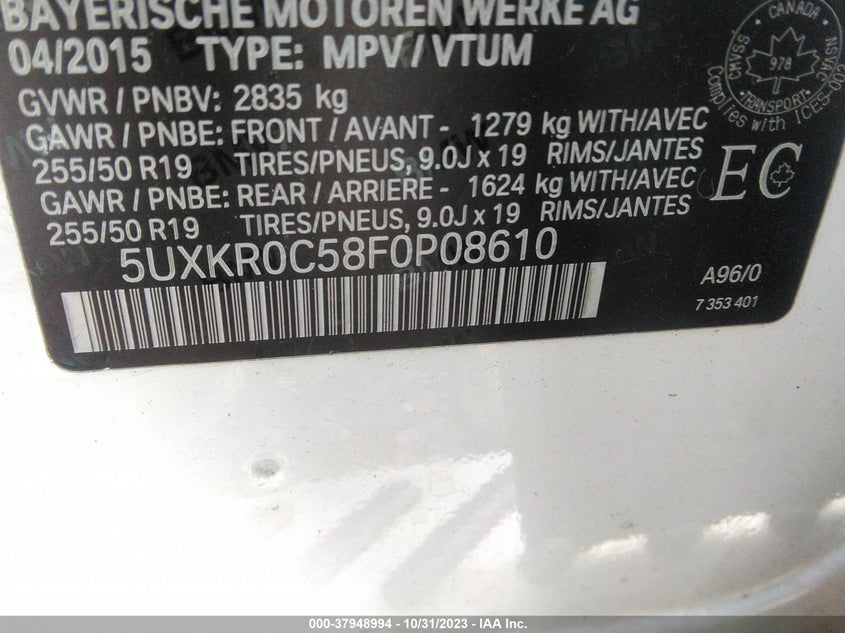 BAYERISCHE MOTOREN WERKE AG
04/2015 TYPE: MPV / VTUM
GVWR / PNBV: 2835 kg
GAWR / PNBE: FRONT / AVANT - 1279 kg WITH/AVEC
255/50 R19 TIRES/PNEUS, 9.0J x 19 RIMS/JANTES
GAWR / PNBE: REAR / ARRIERE - 1624 kg WITH/AVEC
255/50 R19 TIRES/PNEUS, 9.0J x 19 RIMS/JANTES
5UXKR0C58F0P08610
CANADA
CMVSS
NSVAC
978
TRANSPORT
Complies with ICES-002
EC
A96/0
7 353 401
000-37948994 - 10/31/2023 - IAA Inc.